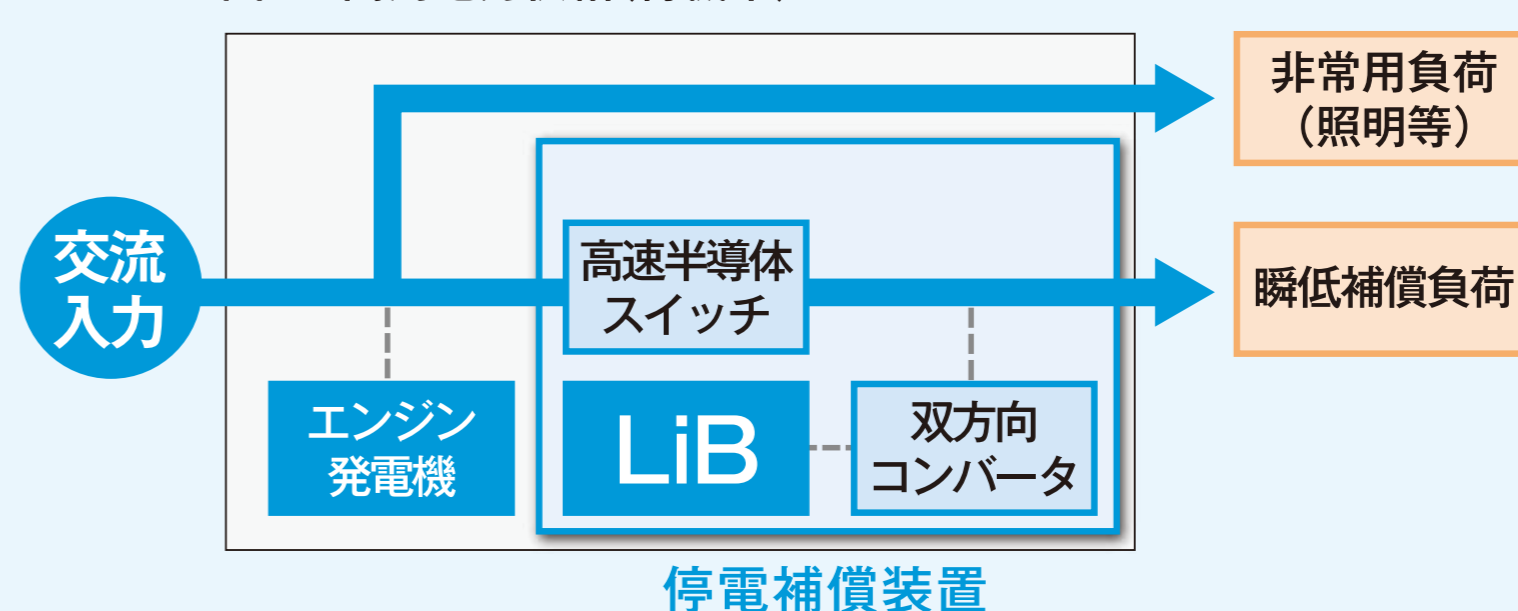 非常用負荷
（照明等）
交流
入力
高速半導体
スイッチ
瞬低補償負荷
エンジン
発電機
LiB
双方向
コンバータ
停電補償装置